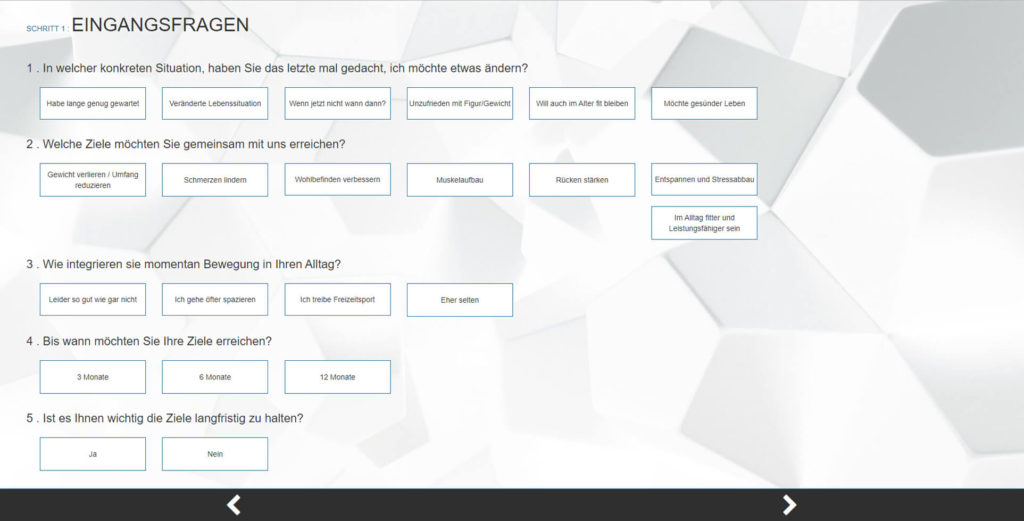 SCHRITT 1 : EINGANGSFRAGEN
1 . In welcher konkreten Situation, haben Sie das letzte mal gedacht, ich möchte etwas ändern?
Habe lange genug gewartet
Veränderte Lebenssituation
Wenn jetzt nicht wann dann?
Unzufrieden mit Figur/Gewicht
Will auch im Alter fit bleiben
Möchte gesünder Leben
2 . Welche Ziele möchten Sie gemeinsam mit uns erreichen?
Gewicht verlieren / Umfang
reduzieren
Schmerzen lindern
Wohlbefinden verbessern
Muskelaufbau
Rücken stärken
Entspannen und Stressabbau
Im Alltag fitter und
Leistungsfähiger sein
3 . Wie integrieren sie momentan Bewegung in Ihren Alltag?
Leider so gut wie gar nicht
Ich gehe öfter spazieren
Ich treibe Freizeitsport
Eher selten
4 . Bis wann möchten Sie Ihre Ziele erreichen?
3 Monate
6 Monate
12 Monate
5 . Ist es Ihnen wichtig die Ziele langfristig zu halten?
Ja
Nein